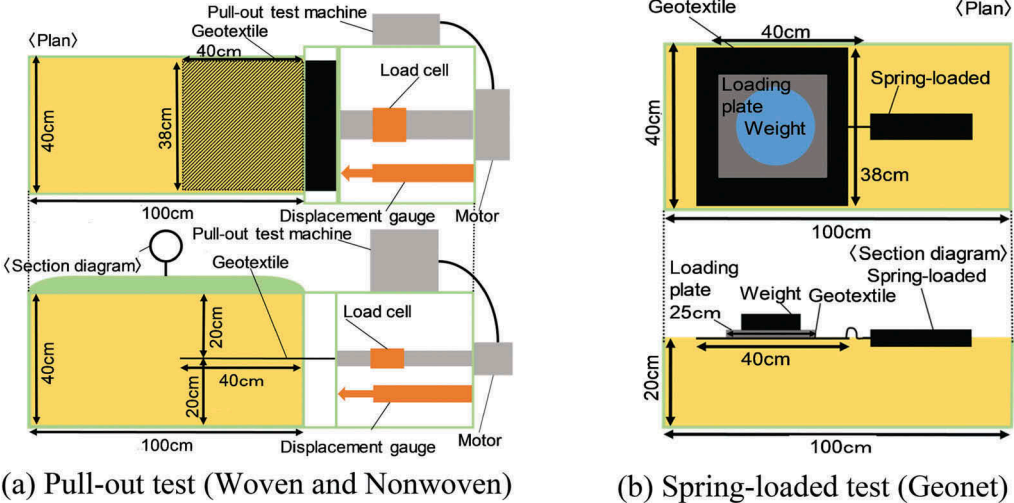 Pull-out test machine
Geotextile
〈Plan〉
40cm
Load cell
40cm
38cm
100cm
Displacement gauge
Motor
Pull-out test machine
〈Section diagram〉
Geotextile
Load cell
20cm
40cm
40cm
20cm
100cm
Displacement gauge
Motor
(a) Pull-out test (Woven and Nonwoven)
Geotextile
〈Plan〉
40cm
Spring-loaded
Loading
plate
Weight
40cm
38cm
100cm
〈Section diagram〉
Loading
plate
25cm
Weight
Geotextile
Spring-loaded
40cm
20cm
100cm
(b) Spring-loaded test (Geonet)